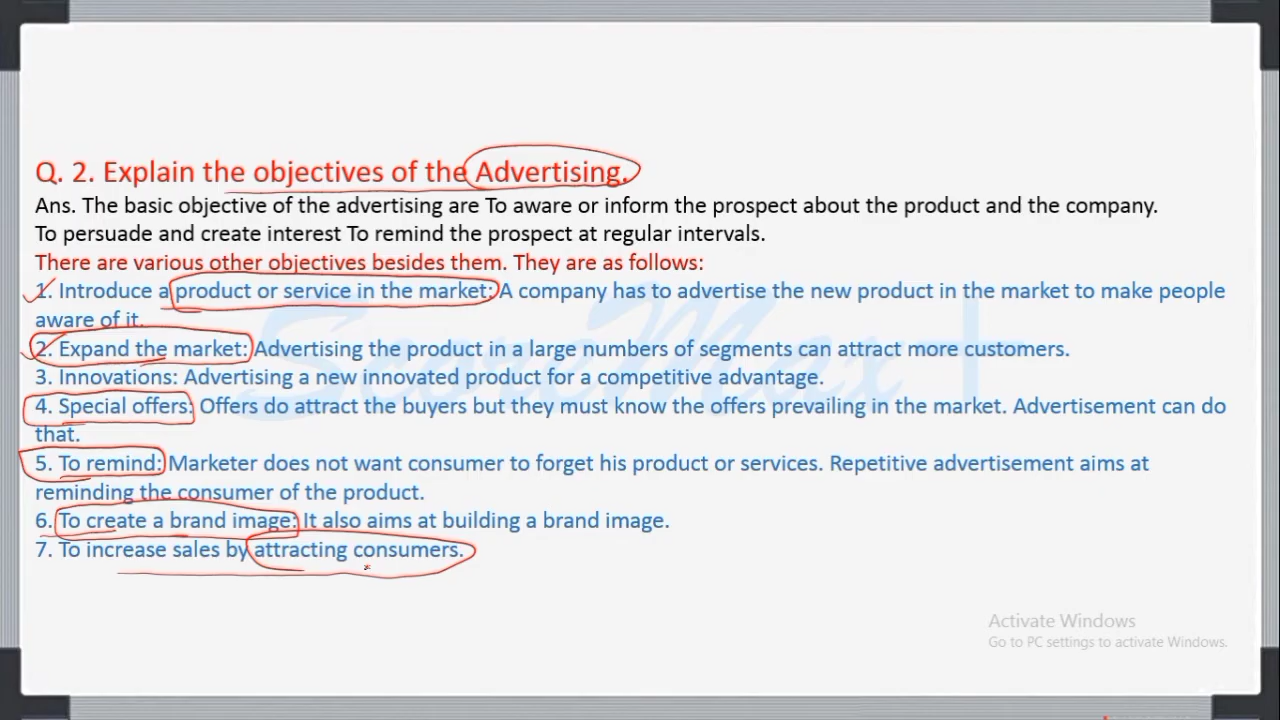 Q. 2. Explain the objectives of the Advertising.
Ans. The basic objective of the advertising are To aware or inform the prospect about the product and the company.
To persuade and create interest To remind the prospect at regular intervals.
There are various other objectives besides them. They are as follows:
1. Introduce a product or service in the market: A company has to advertise the new product in the market to make people
aware of it.
2. Expand the market: Advertising the product in a large numbers of segments can attract more customers.
3. Innovations: Advertising a new innovated product for a competitive advantage.
4. Special offers: Offers do attract the buyers but they must know the offers prevailing in the market. Advertisement can do
that.
5. To remind: Marketer does not want consumer to forget his product or services. Repetitive advertisement aims at
reminding the consumer of the product.
6. To create a brand image: It also aims at building a brand image.
7. To increase sales by attracting consumers.
Activate Windows
Go to PC settings to activate Windows.